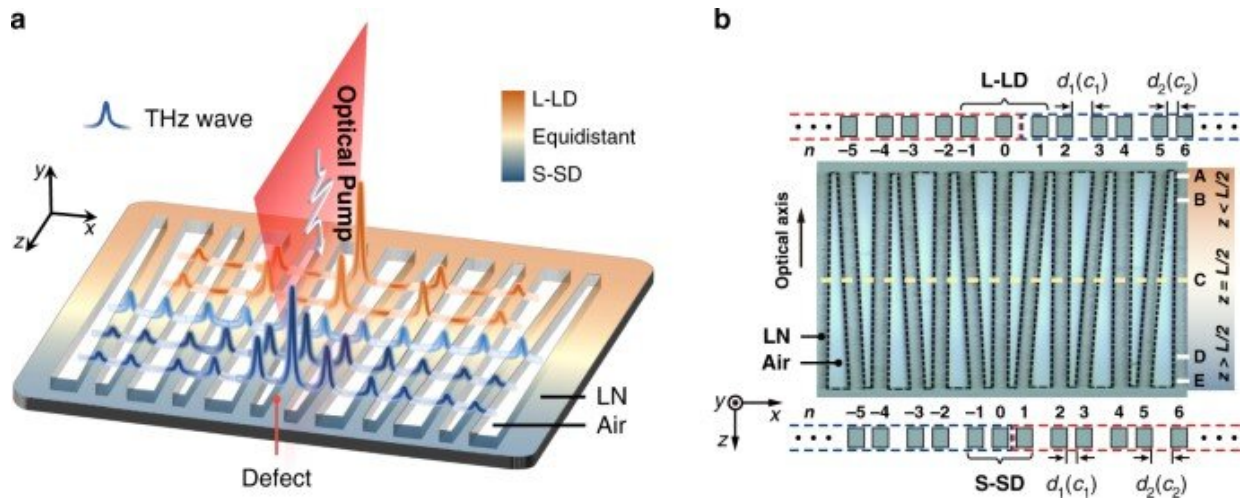 a
THz wave
Optical Pump
L-LD
Equidistant
S-SD
y
x
z
LN
Air
Defect
b
L-LD
d₁(c₁)
d₂(c₂)
n −5 −4 −3 −2 −1 0 1 2 3 4 5 6
Optical axis
A
B
C
D
E
z < L/2
z = L/2
z > L/2
LN
Air
y
x
z
n −5 −4 −3 −2 −1 0 1 2 3 4 5 6
S-SD
d₁(c₁)
d₂(c₂)